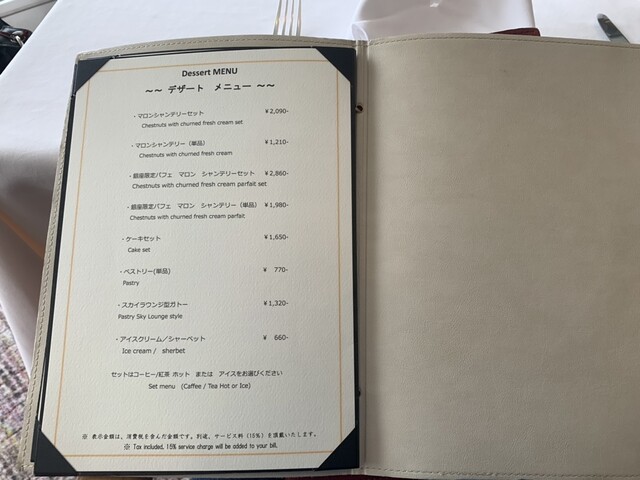 Dessert MENU
~~ デザート メニュー ~~
・マロンシャンテリーセット ¥2,090-
Chestnuts with churned fresh cream set
・マロンシャンテリー（単品） ¥1,210-
Chestnuts with churned fresh cream
・銀座限定パフェ マロン シャンテリーセット ¥2,860-
Chestnuts with churned fresh cream parfait set
・銀座限定パフェ マロン シャンテリー（単品） ¥1,980-
Chestnuts with churned fresh cream parfait
・ケーキセット ¥1,650-
Cake set
・ペストリー(単品) ¥ 770-
Pastry
・スカイラウンジ型ガトー ¥1,320-
Pastry Sky Lounge style
・アイスクリーム／シャーベット ¥ 660-
Ice cream / sherbet
セットはコーヒー/紅茶 ホット または アイスをお選びください
Set menu (Caffee / Tea Hot or Ice)
※ 表示金額は、消費税を含んだ金額です。別途、サービス料（15％）を頂戴いたします。
※ Tax included, 15% service charge will be added to your bill.